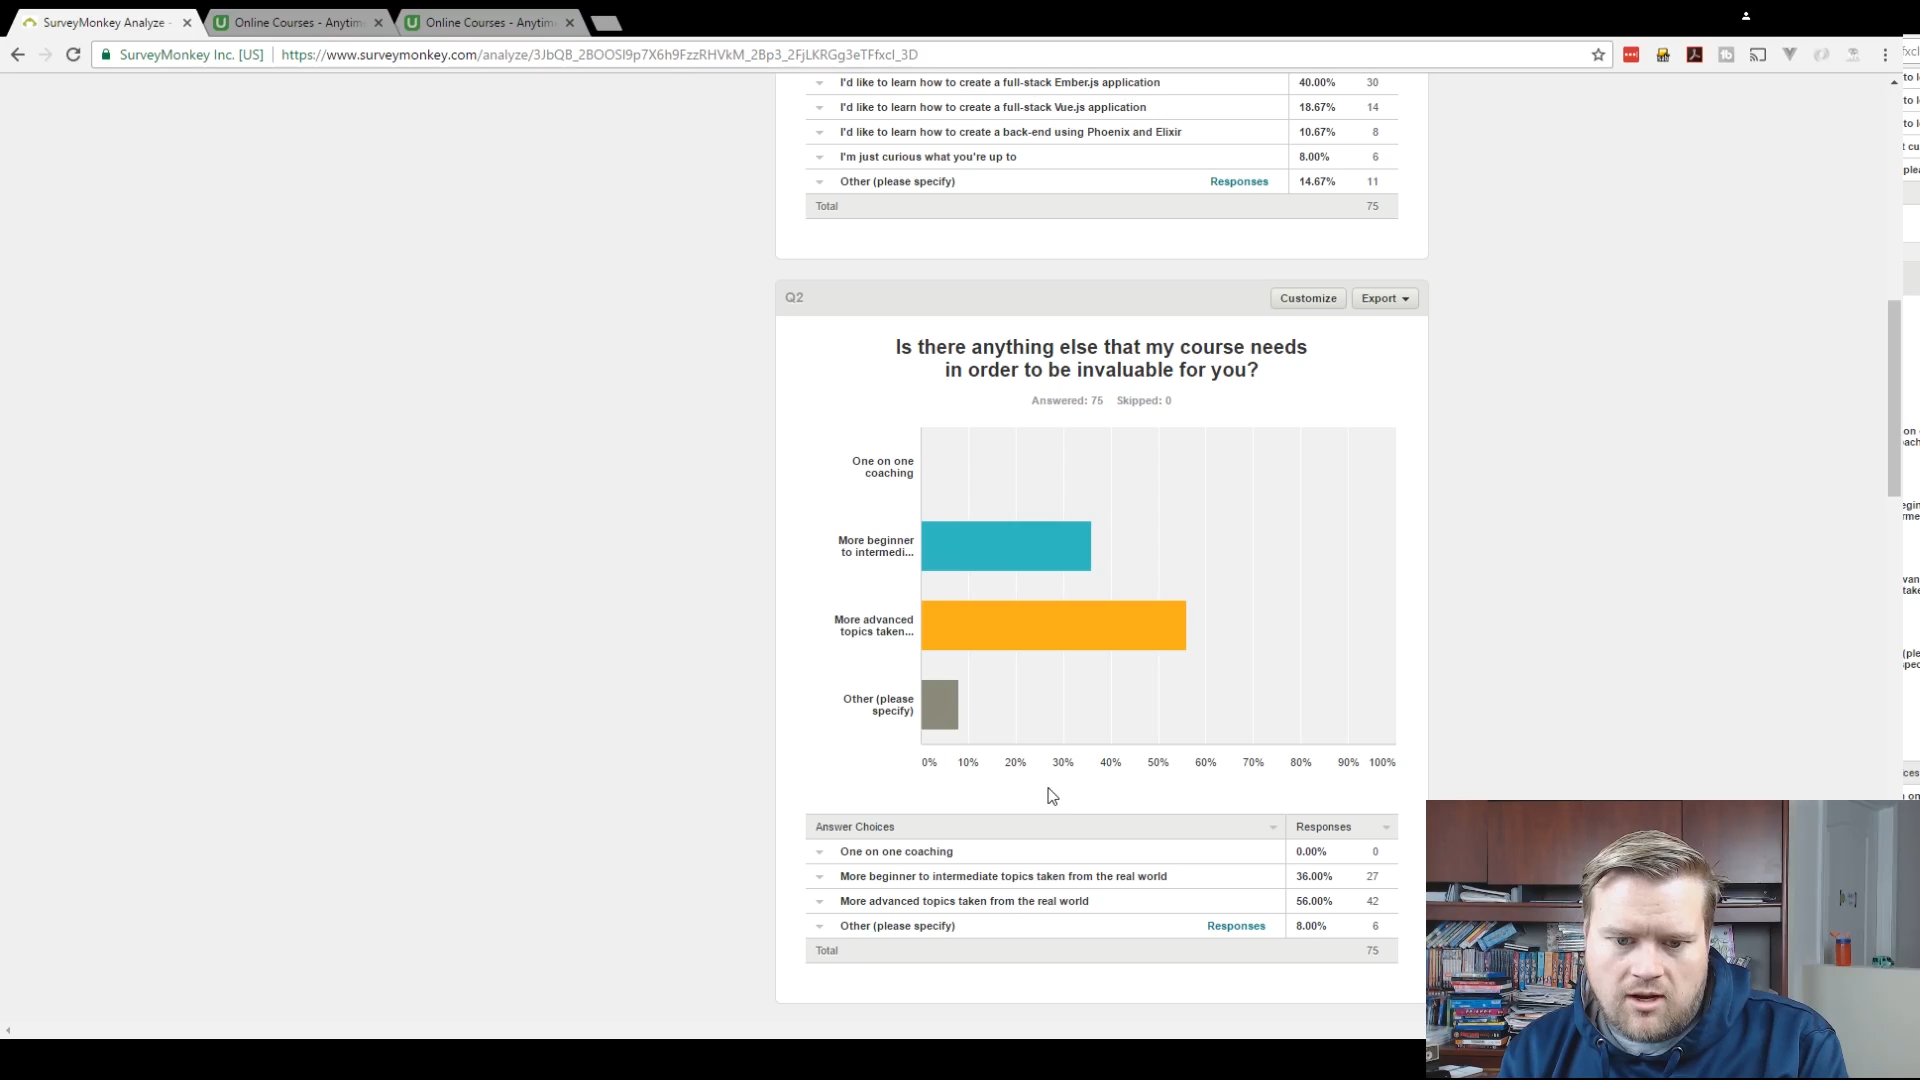 SurveyMonkey Analyze -
Online Courses - Anytim
Online Courses - Anytim
SurveyMonkey Inc. [US] https://www.surveymonkey.com/analyze/3JbQB_2BOOSl9p7X6h9FzzRHVkM_2Bp3_2FjLKRGg3eTFfxcI_3D
I'd like to learn how to create a full-stack Ember.js application 40.00% 30
I'd like to learn how to create a full-stack Vue.js application 18.67% 14
I'd like to learn how to create a back-end using Phoenix and Elixir 10.67% 8
I'm just curious what you're up to 8.00% 6
Other (please specify) Responses 14.67% 11
Total 75
Q2 Customize Export
Is there anything else that my course needs
in order to be invaluable for you?
Answered: 75 Skipped: 0
One on one
coaching
More beginner
to intermedi...
More advanced
topics taken...
Other (please
specify)
0% 10% 20% 30% 40% 50% 60% 70% 80% 90% 100%
Answer Choices Responses
One on one coaching 0.00% 0
More beginner to intermediate topics taken from the real world 36.00% 27
More advanced topics taken from the real world 56.00% 42
Other (please specify) Responses 8.00% 6
Total 75